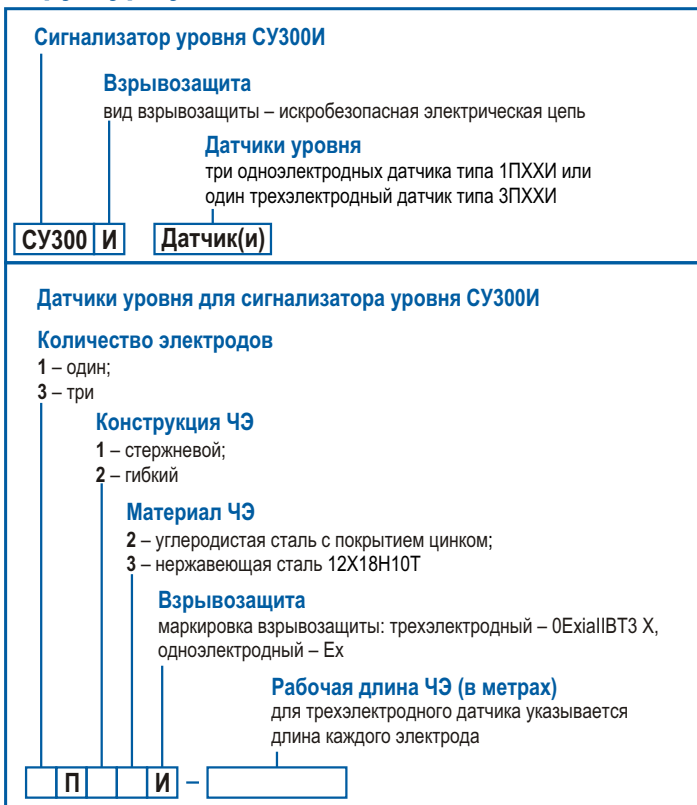 Сигнализатор уровня СУ300И
Взрывозащита
вид взрывозащиты – искробезопасная электрическая цепь
Датчики уровня
три одноэлектродных датчика типа 1ПХХИ или
один трехэлектродный датчик типа 3ПХХИ
СУ300 И Датчик(и)
Датчики уровня для сигнализатора уровня СУ300И
Количество электродов
1 – один;
3 – три
Конструкция ЧЭ
1 – стержневой;
2 – гибкий
Материал ЧЭ
2 – углеродистая сталь с покрытием цинком;
3 – нержавеющая сталь 12Х18Н10Т
Взрывозащита
маркировка взрывозащиты: трехэлектродный – 0ExiaIIBT3 X,
одноэлектродный – Ex
Рабочая длина ЧЭ (в метрах)
для трехэлектродного датчика указывается
длина каждого электрода
П И –